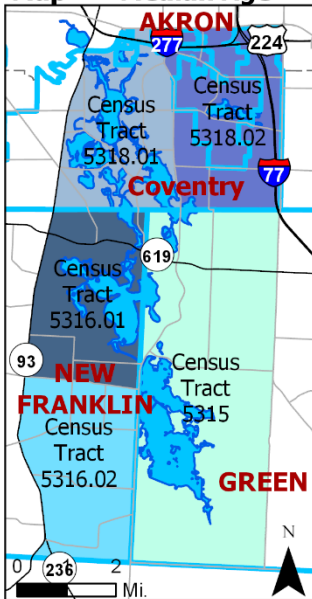 AKRON
277
224
Census
Tract
5318.01
Census
Tract
5318.02
77
Coventry
619
Census
Tract
5316.01
93
NEW
FRANKLIN
Census
Tract
5315
Census
Tract
5316.02
GREEN
N
236
0 1 2
Mi.